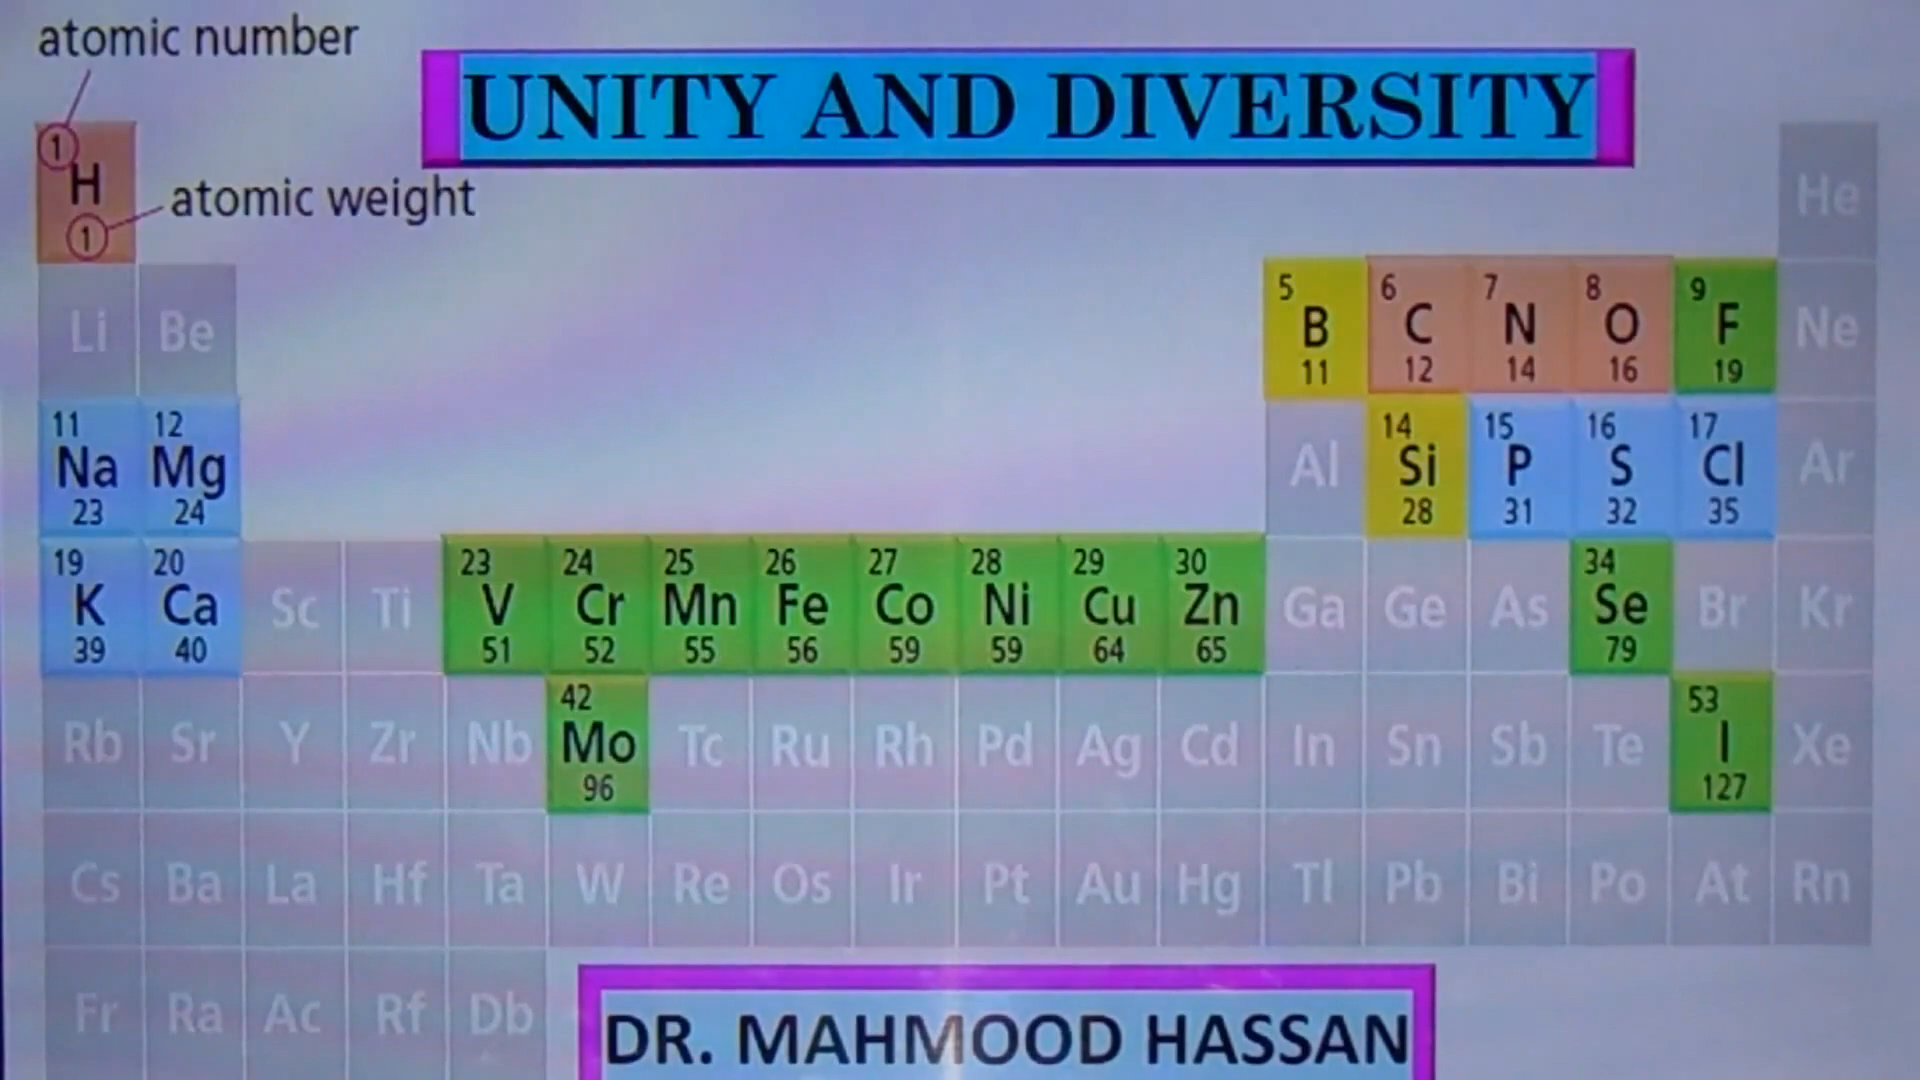 atomic number
UNITY AND DIVERSITY
1
H
1
atomic weight
He
Li Be
5 6 7 8 9
B C N O F Ne
11 12 14 16 19
11 12 14 15 16 17
Na Mg Al Si P S Cl Ar
23 24 28 31 32 35
19 20 23 24 25 26 27 28 29 30 34
K Ca Sc Ti V Cr Mn Fe Co Ni Cu Zn Ga Ge As Se Br Kr
39 40 51 52 55 56 59 59 64 65 79
42 53
Rb Sr Y Zr Nb Mo Tc Ru Rh Pd Ag Cd In Sn Sb Te I Xe
96 127
Cs Ba La Hf Ta W Re Os Ir Pt Au Hg Tl Pb Bi Po At Rn
Fr Ra Ac Rf Db
DR. MAHMOOD HASSAN